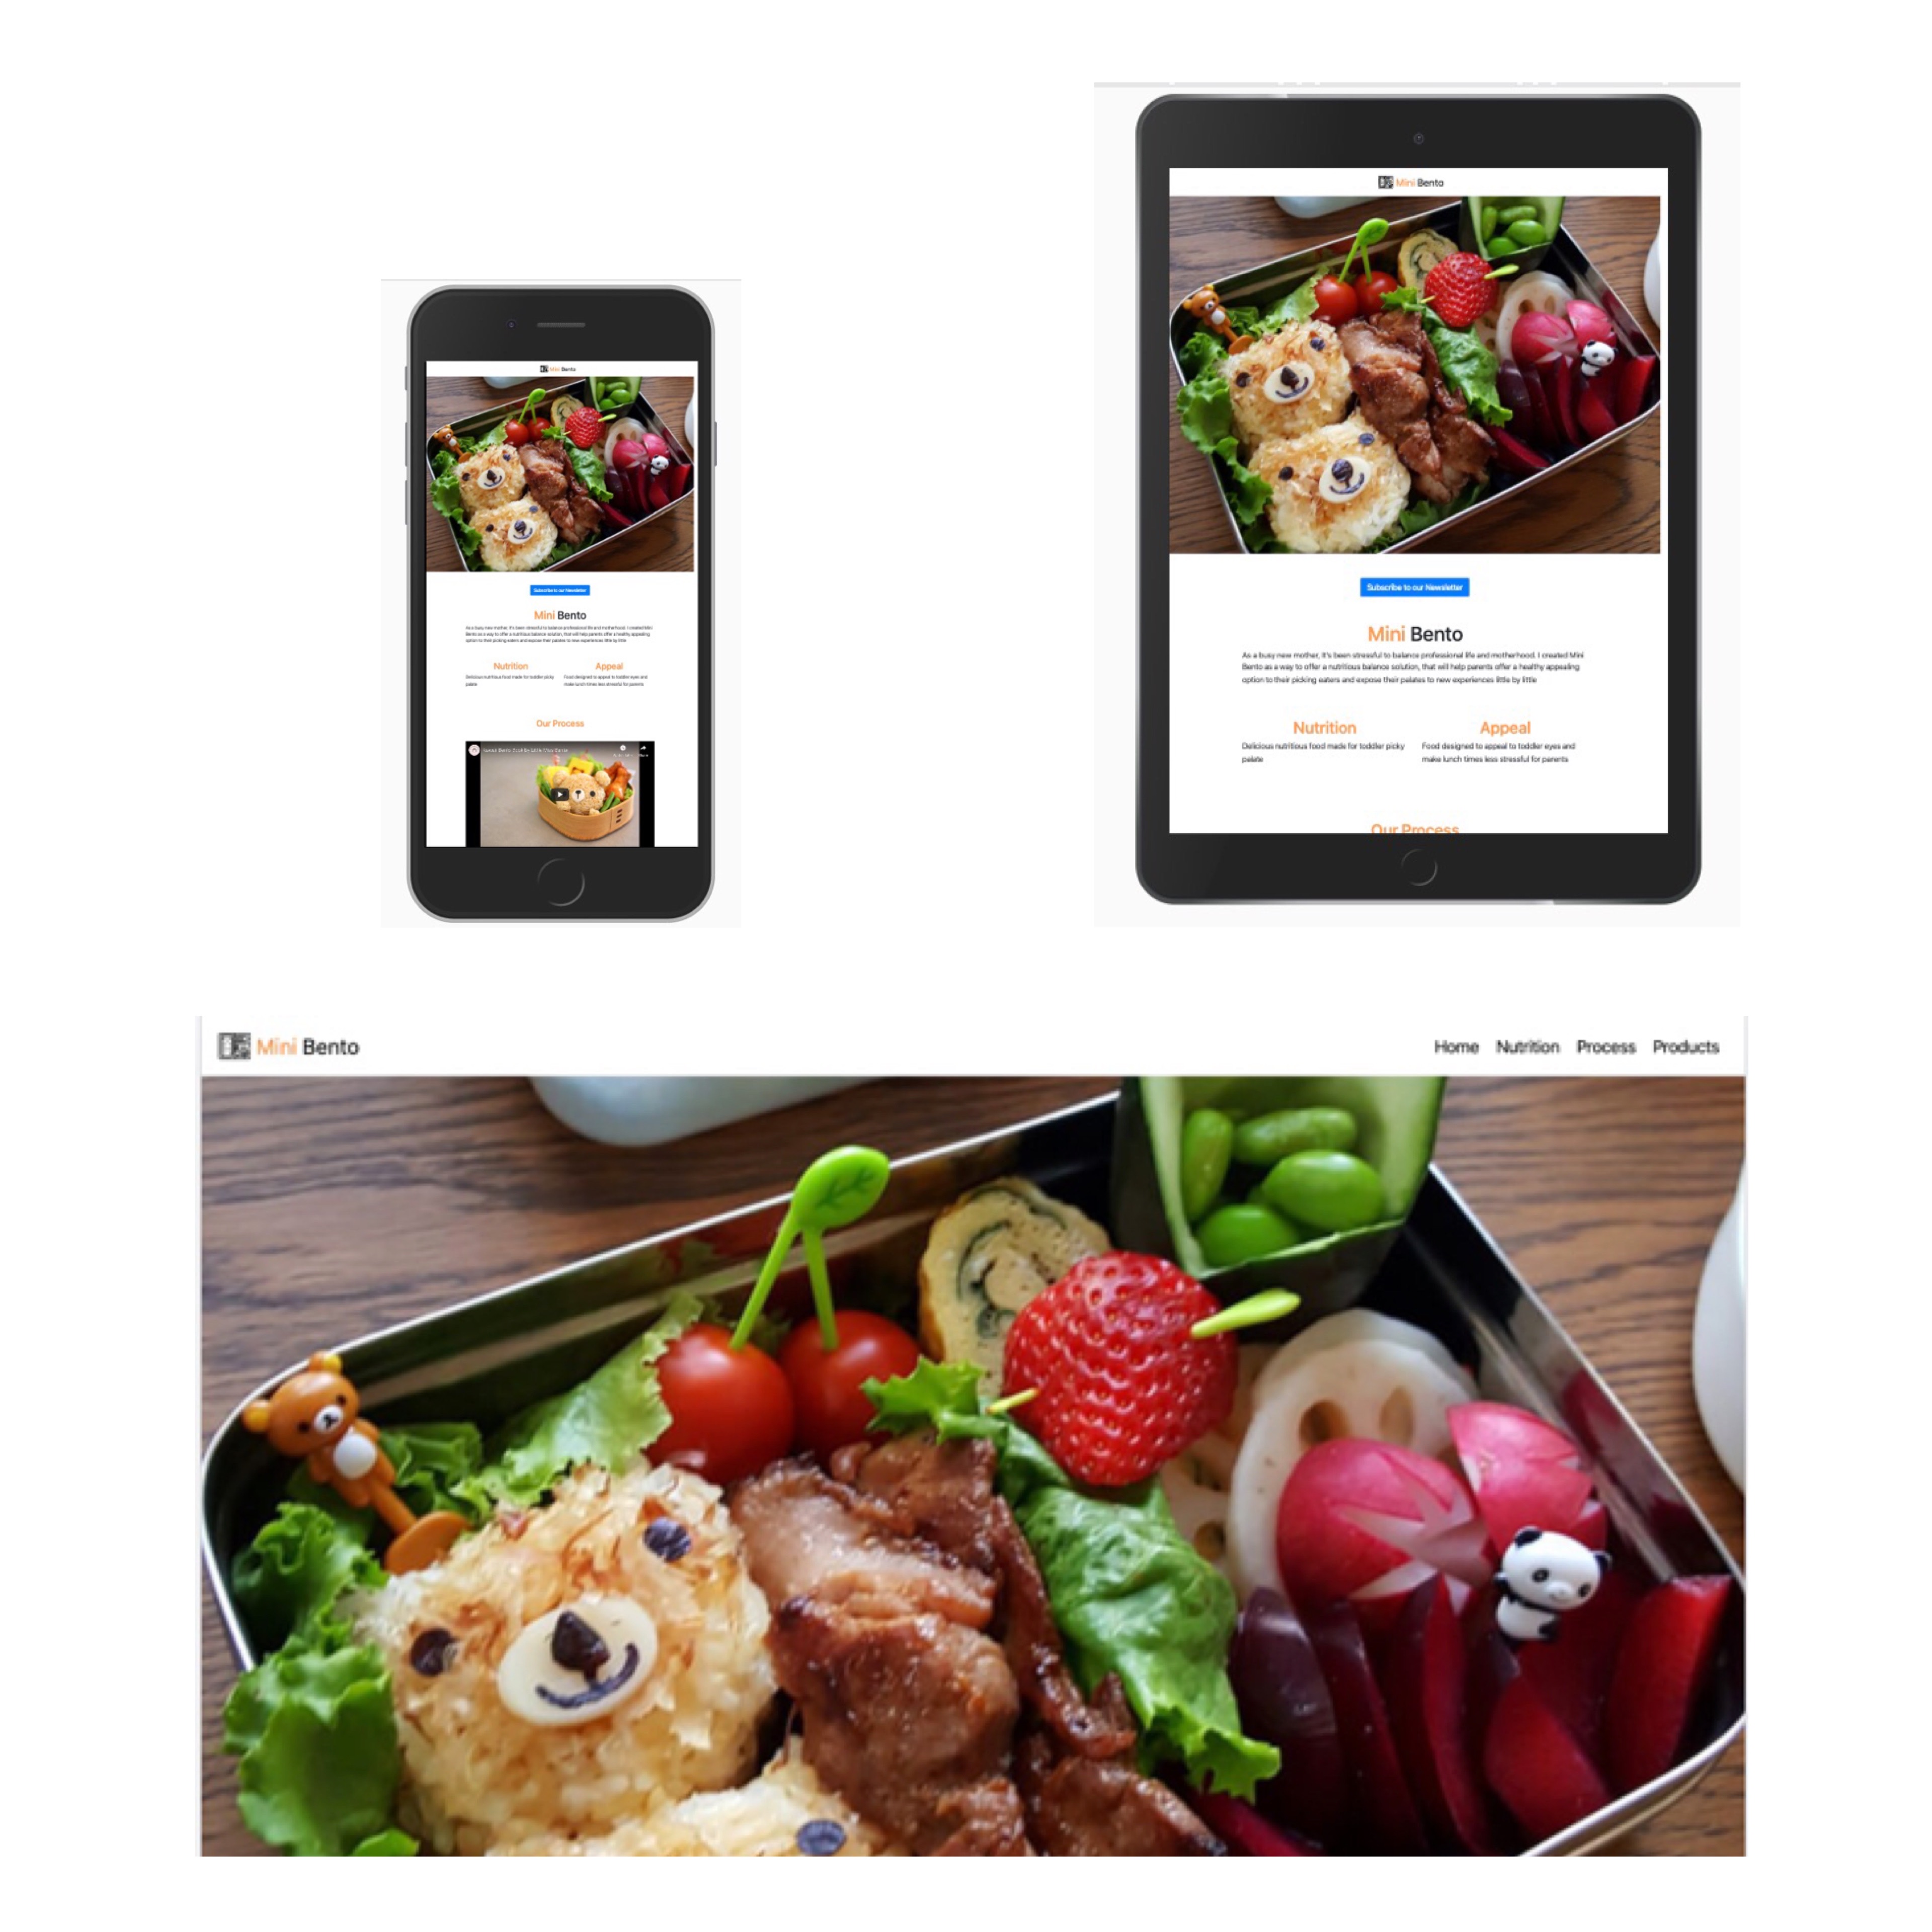 Mini Bento
Subscribe to our Newsletter
Mini Bento
As a busy new mother, it's been stressful to balance professional life and motherhood. I created Mini
Bento as a way to offer a nutritious balance solution, that will help parents offer a healthy appealing
option to their picking eaters and expose their palates to new experiences little by little
Nutrition
Appeal
Delicious nutritious food made for toddler picky
palate
Food designed to appeal to toddler eyes and
make lunch times less stressful for parents
Our Process
Mini Bento
Subscribe to our Newsletter
Mini Bento
As a busy new mother, It's been stressful to balance professional life and motherhood. I created Mini
Bento as a way to offer a nutritious balance solution, that will help parents offer a healthy appealing
option to their picking eaters and expose their palates to new experiences little by little
Nutrition
Appeal
Delicious nutritious food made for toddler picky
palate
Food designed to appeal to toddler eyes and
make lunch times less stressful for parents
Our Process
Mini Bento
Home Nutrition Process Products